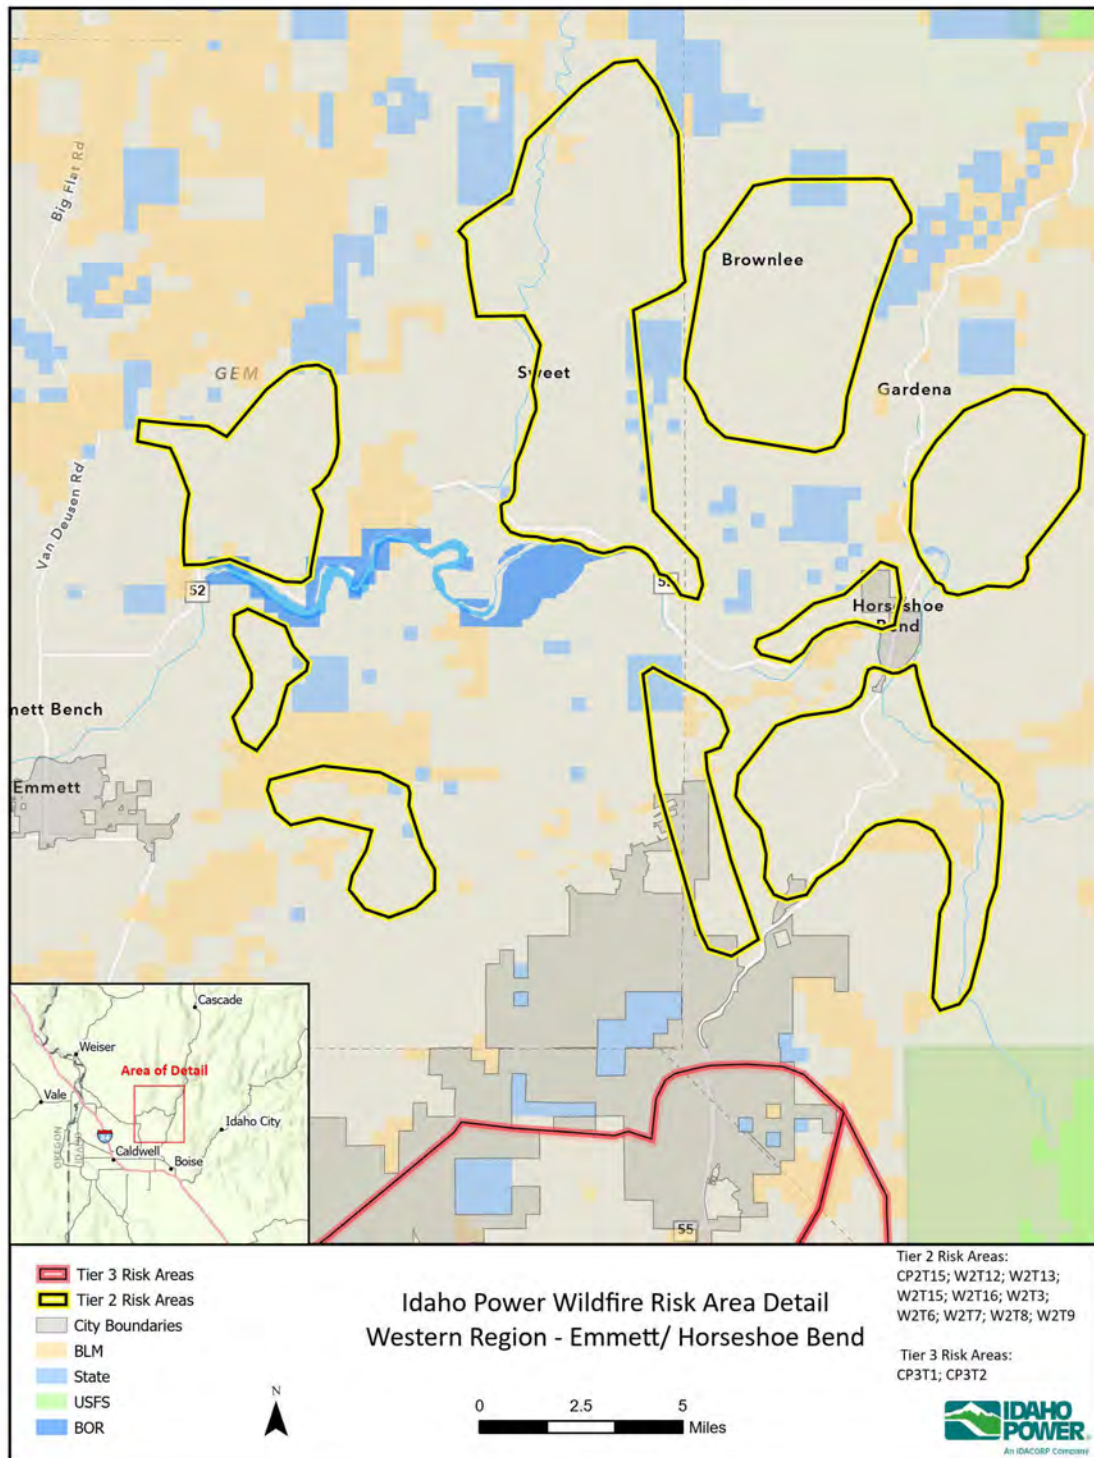 Big Flat Rd
Brownlee
GEM
Sweet
Gardena
Van Deusen Rd
52
Horseshoe
Bend
nett Bench
Emmett
55
Cascade
Weiser
Area of Detail
Vale
Idaho City
OREGON
IDAHO
Caldwell
Boise
Tier 3 Risk Areas
Tier 2 Risk Areas
City Boundaries
BLM
State
USFS
BOR
Idaho Power Wildfire Risk Area Detail
Western Region - Emmett/ Horseshoe Bend
N
0 2.5 5
Miles
Tier 2 Risk Areas:
CP2T15; W2T12; W2T13;
W2T15; W2T16; W2T3;
W2T6; W2T7; W2T8; W2T9
Tier 3 Risk Areas:
CP3T1; CP3T2
IDAHO
POWER
An IDACORP Company